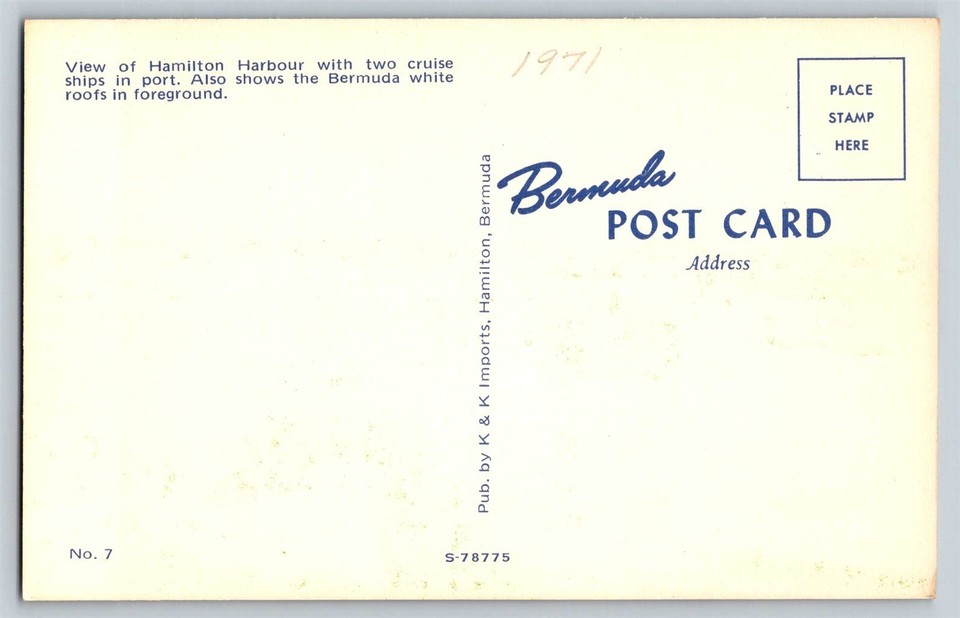 View of Hamilton Harbour with two cruise
ships in port. Also shows the Bermuda white
roofs in foreground.
1971
PLACE
STAMP
HERE
Bermuda
POST CARD
Address
Pub. by K & K Imports, Hamilton, Bermuda
No. 7
S-78775